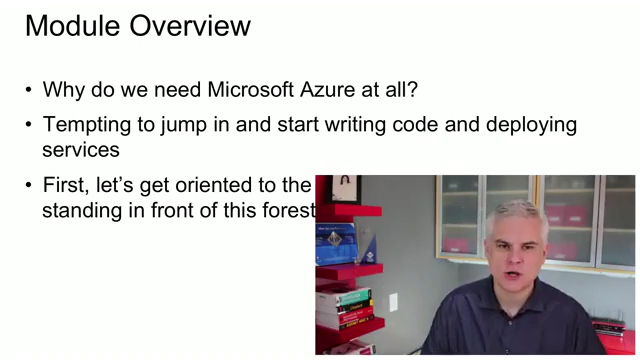 Module Overview
• Why do we need Microsoft Azure at all?
• Tempting to jump in and start writing code and deploying
services
• First, let's get oriented to the
standing in front of this forest